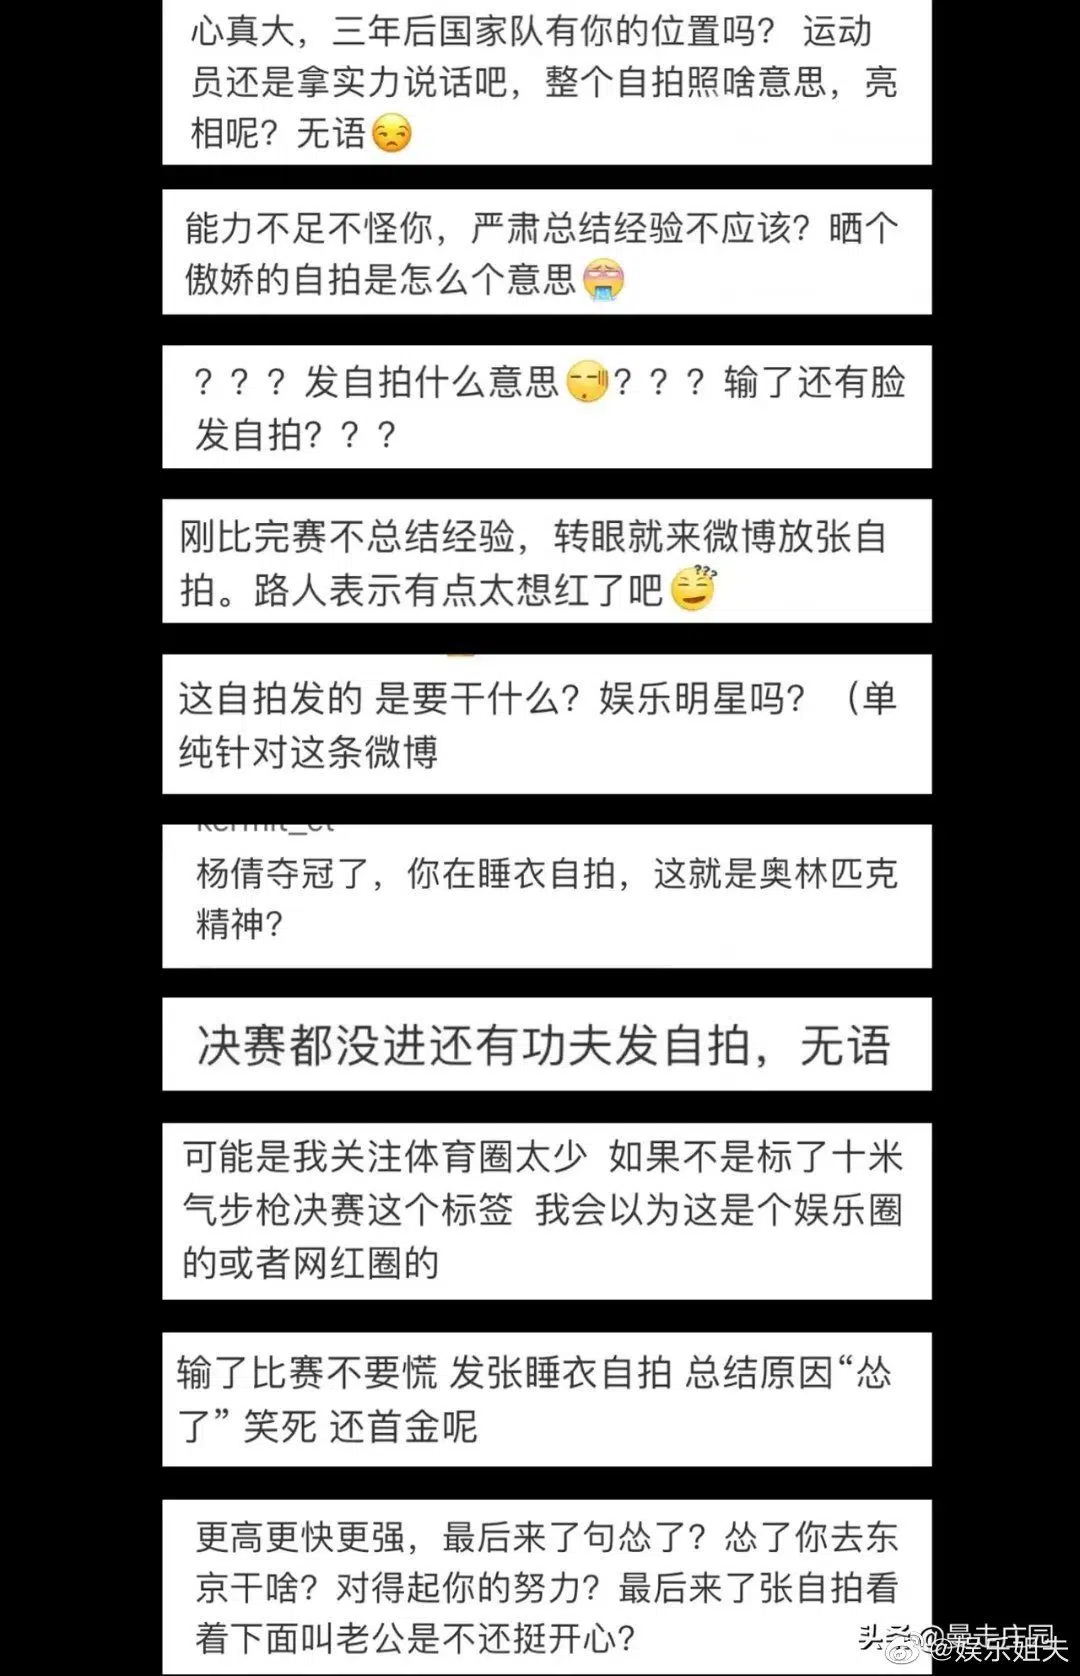 心真大，三年后国家队有你的位置吗？ 运动
员还是拿实力说话吧，整个自拍照啥意思，亮
相呢？无语
能力不足不怪你，严肃总结经验不应该？晒个
傲娇的自拍是怎么个意思
？？？发自拍什么意思？？？输了还有脸
发自拍？？？
刚比完赛不总结经验，转眼就来微博放张自
拍。路人表示有点太想红了吧
这自拍发的 是要干什么？娱乐明星吗？（单
纯针对这条微博
杨倩夺冠了，你在睡衣自拍，这就是奥林匹克
精神？
决赛都没进还有功夫发自拍，无语
可能是我关注体育圈太少 如果不是标了十米
气步枪决赛这个标签 我会以为这是个娱乐圈
的或者网红圈的
输了比赛不要慌 发张睡衣自拍 总结原因“怂
了” 笑死 还首金呢
更高更快更强，最后来了句怂了？怂了你去东
京干啥？对得起你的努力？最后来了张自拍看
着下面叫老公是不还挺开心？
头条@暴走庄园
@娱乐姐夫